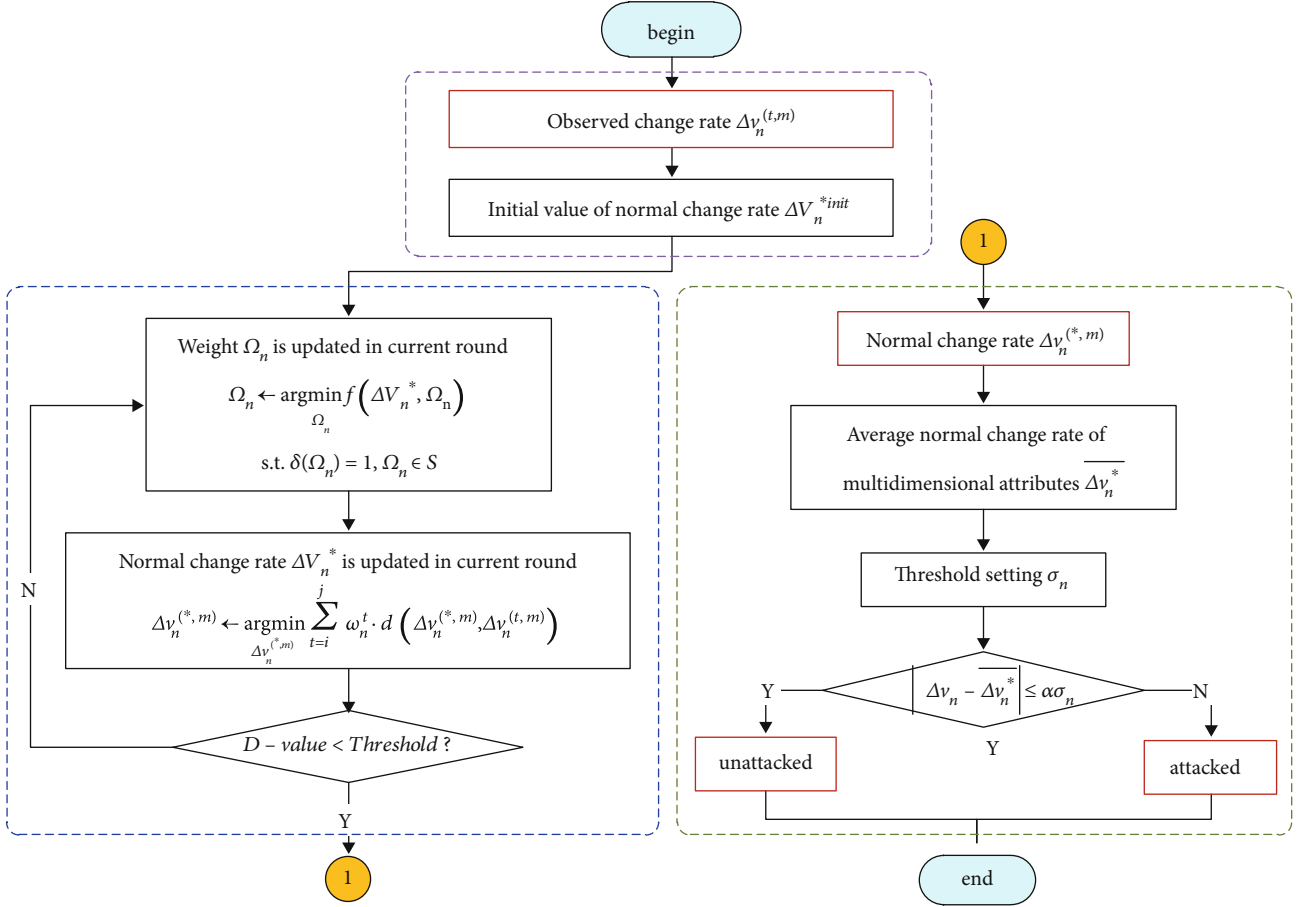 begin
Observed change rate Δv_n^(t,m)
Initial value of normal change rate ΔV_n^*init
Weight Ω_n is updated in current round
Ω_n ← argmin f(ΔV_n^*, Ω_n)
Ω_n
s.t. δ(Ω_n) = 1, Ω_n ∈ S
Normal change rate ΔV_n^* is updated in current round
Δv_n^(*, m) ← argmin_{Δv_n^(*,m)} ∑_{t=i}^{j} ω_n^t · d (Δv_n^(*, m), Δv_n^(t, m))
N
D – value < Threshold ?
Y
1
1
Normal change rate Δv_n^(*, m)
Average normal change rate of
multidimensional attributes \overline{Δv_n^*}
Threshold setting σ_n
Y
| Δv_n – \overline{Δv_n^*} | ≤ ασ_n
N
Y
unattacked
attacked
end